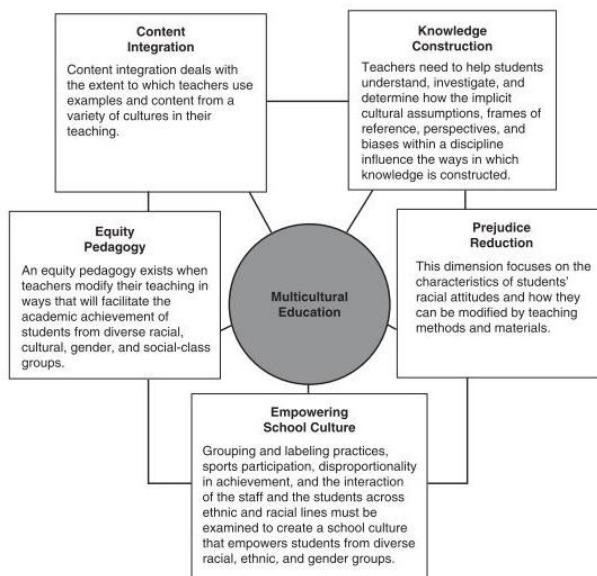 Content
Integration
Content integration deals with
the extent to which teachers use
examples and content from a
variety of cultures in their
teaching.
Knowledge
Construction
Teachers need to help students
understand, investigate, and
determine how the implicit
cultural assumptions, frames of
reference, perspectives, and
biases within a discipline
influence the ways in which
knowledge is constructed.
Equity
Pedagogy
An equity pedagogy exists when
teachers modify their teaching in
ways that will facilitate the
academic achievement of
students from diverse racial,
cultural, gender, and social-class
groups.
Multicultural
Education
Prejudice
Reduction
This dimension focuses on the
characteristics of students'
racial attitudes and how they
can be modified by teaching
methods and materials.
Empowering
School Culture
Grouping and labeling practices,
sports participation, disproportionality
in achievement, and the interaction
of the staff and the students across
ethnic and racial lines must be
examined to create a school culture
that empowers students from diverse
racial, ethnic, and gender groups.